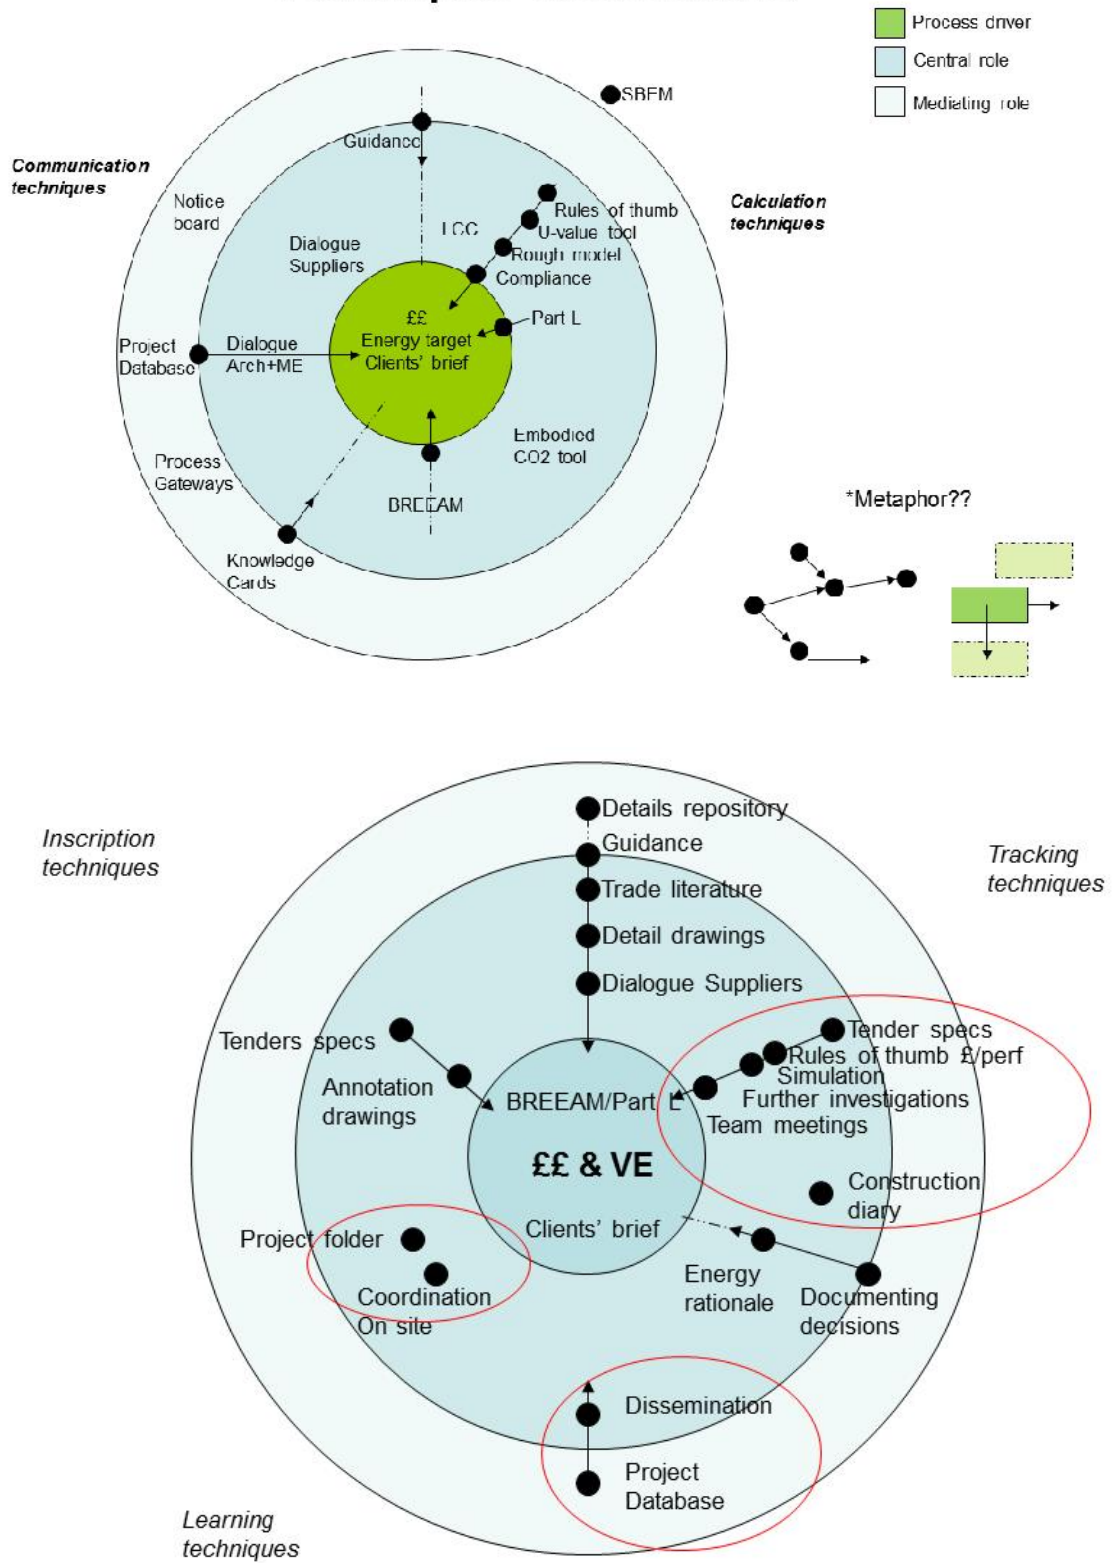 Process driver
Central role
Mediating role
SBEM
Guidance
Communication
techniques
Notice
board
Calculation
techniques
Rules of thumb
LCC
U-value tool
Dialogue
Suppliers
Rough model
Compliance
££
Part L
Energy target
Clients' brief
Project
Database
Dialogue
Arch+ME
Embodied
CO2 tool
Process
Gateways
BREEAM
Knowledge
Cards
*Metaphor??
Details repository
Inscription
techniques
Guidance
Tracking
techniques
Trade literature
Detail drawings
Dialogue Suppliers
Tenders specs
Tender specs
Rules of thumb £/perf
Simulation
Annotation
drawings
BREEAM/Part L
Further investigations
Team meetings
££ & VE
Construction
diary
Clients' brief
Project folder
Energy
rationale
Coordination
On site
Documenting
decisions
Dissemination
Project
Database
Learning
techniques